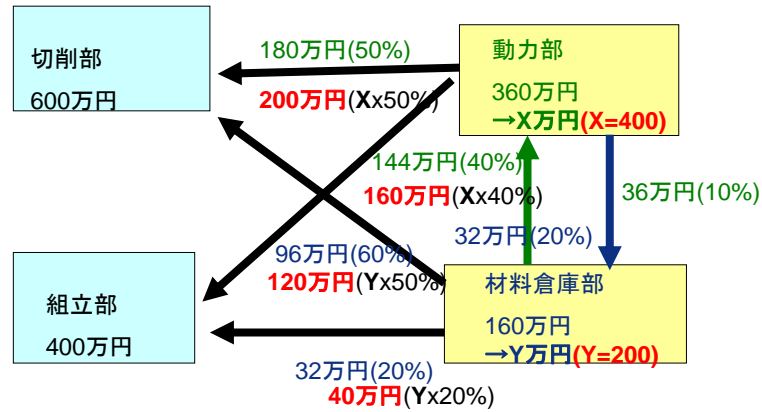 切削部
600万円
180万円(50%)
200万円(Xx50%)
動力部
360万円
→X万円(X=400)
144万円(40%)
160万円(Xx40%)
36万円(10%)
32万円(20%)
96万円(60%)
120万円(Yx50%)
組立部
400万円
材料倉庫部
160万円
→Y万円(Y=200)
32万円(20%)
40万円(Yx20%)